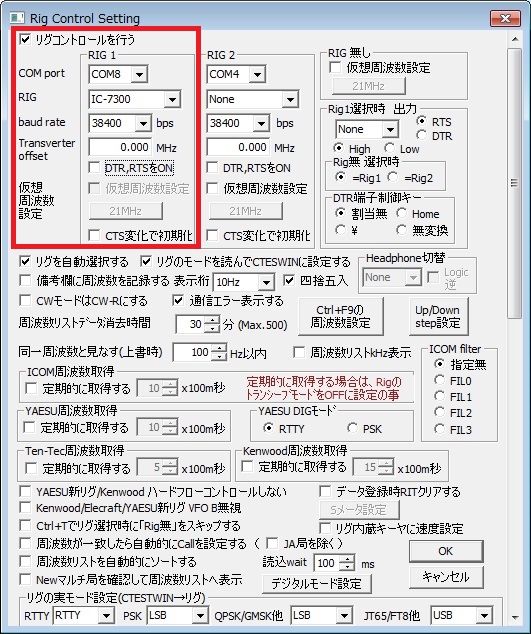 Rig Control Setting
リグコントロールを行う
RIG 1
RIG 2
RIG 無し
COM port
COM8
COM4
仮想周波数設定
21MHz
RIG
IC-7300
None
Rig1選択時 出力
None
RTS
DTR
baud rate
38400
bps
38400
bps
High
Low
Transverter
offset
0.000
MHz
0.000
MHz
Rig無 選択時
=Rig1
=Rig2
DTR,RTSをON
DTR,RTSをON
仮想
周波数
設定
仮想周波数設定
仮想周波数設定
21MHz
21MHz
DTR端子制御キー
割当無
Home
¥
無変換
CTS変化で初期化
CTS変化で初期化
リグを自動選択する
リグのモードを読んでCTESWINに設定する
Headphone切替
None
Logic
逆
備考欄に周波数を記録する
表示桁
10Hz
四捨五入
CWモードはCW-Rにする
通信エラー表示する
周波数リストデータ消去時間
30
分 (Max.500)
Ctrl+F9の
周波数設定
Up/Down
step設定
同一周波数と見なす(上書時)
100
Hz以内
周波数リストkHz表示
ICOM filter
指定無
FIL0
FIL1
FIL2
FIL3
ICOM周波数取得
定期的に取得する
10
x100m秒
定期的に取得する場合は、Rigの
トランシーブモードをOFFに設定の事
YAESU周波数取得
定期的に取得する
10
x100m秒
YAESU DIGモード
RTTY
PSK
Ten-Tec周波数取得
定期的に取得する
5
x100m秒
Kenwood周波数取得
定期的に取得する
15
x100m秒
YAESU新リグ/Kenwood ハードフローコントロールしない
データ登録時RITクリアする
Kenwood/Elecraft/YAESU新リグ VFO B無視
Sメータ設定
Ctrl+Tでリグ選択時に「Rig無」をスキップする
リグ内蔵キーヤに速度設定
周波数が一致したら自動的にCallを設定する (
JA局を除く )
周波数リストを自動的にソートする
読込wait
100
ms
OK
Newマルチ局を確認して周波数リストへ表示
デジタルモード設定
キャンセル
リグの実モード設定(CTESTWIN→リグ)
RTTY
RTTY
PSK
LSB
QPSK/GMSK他
LSB
JT65/FT8他
USB